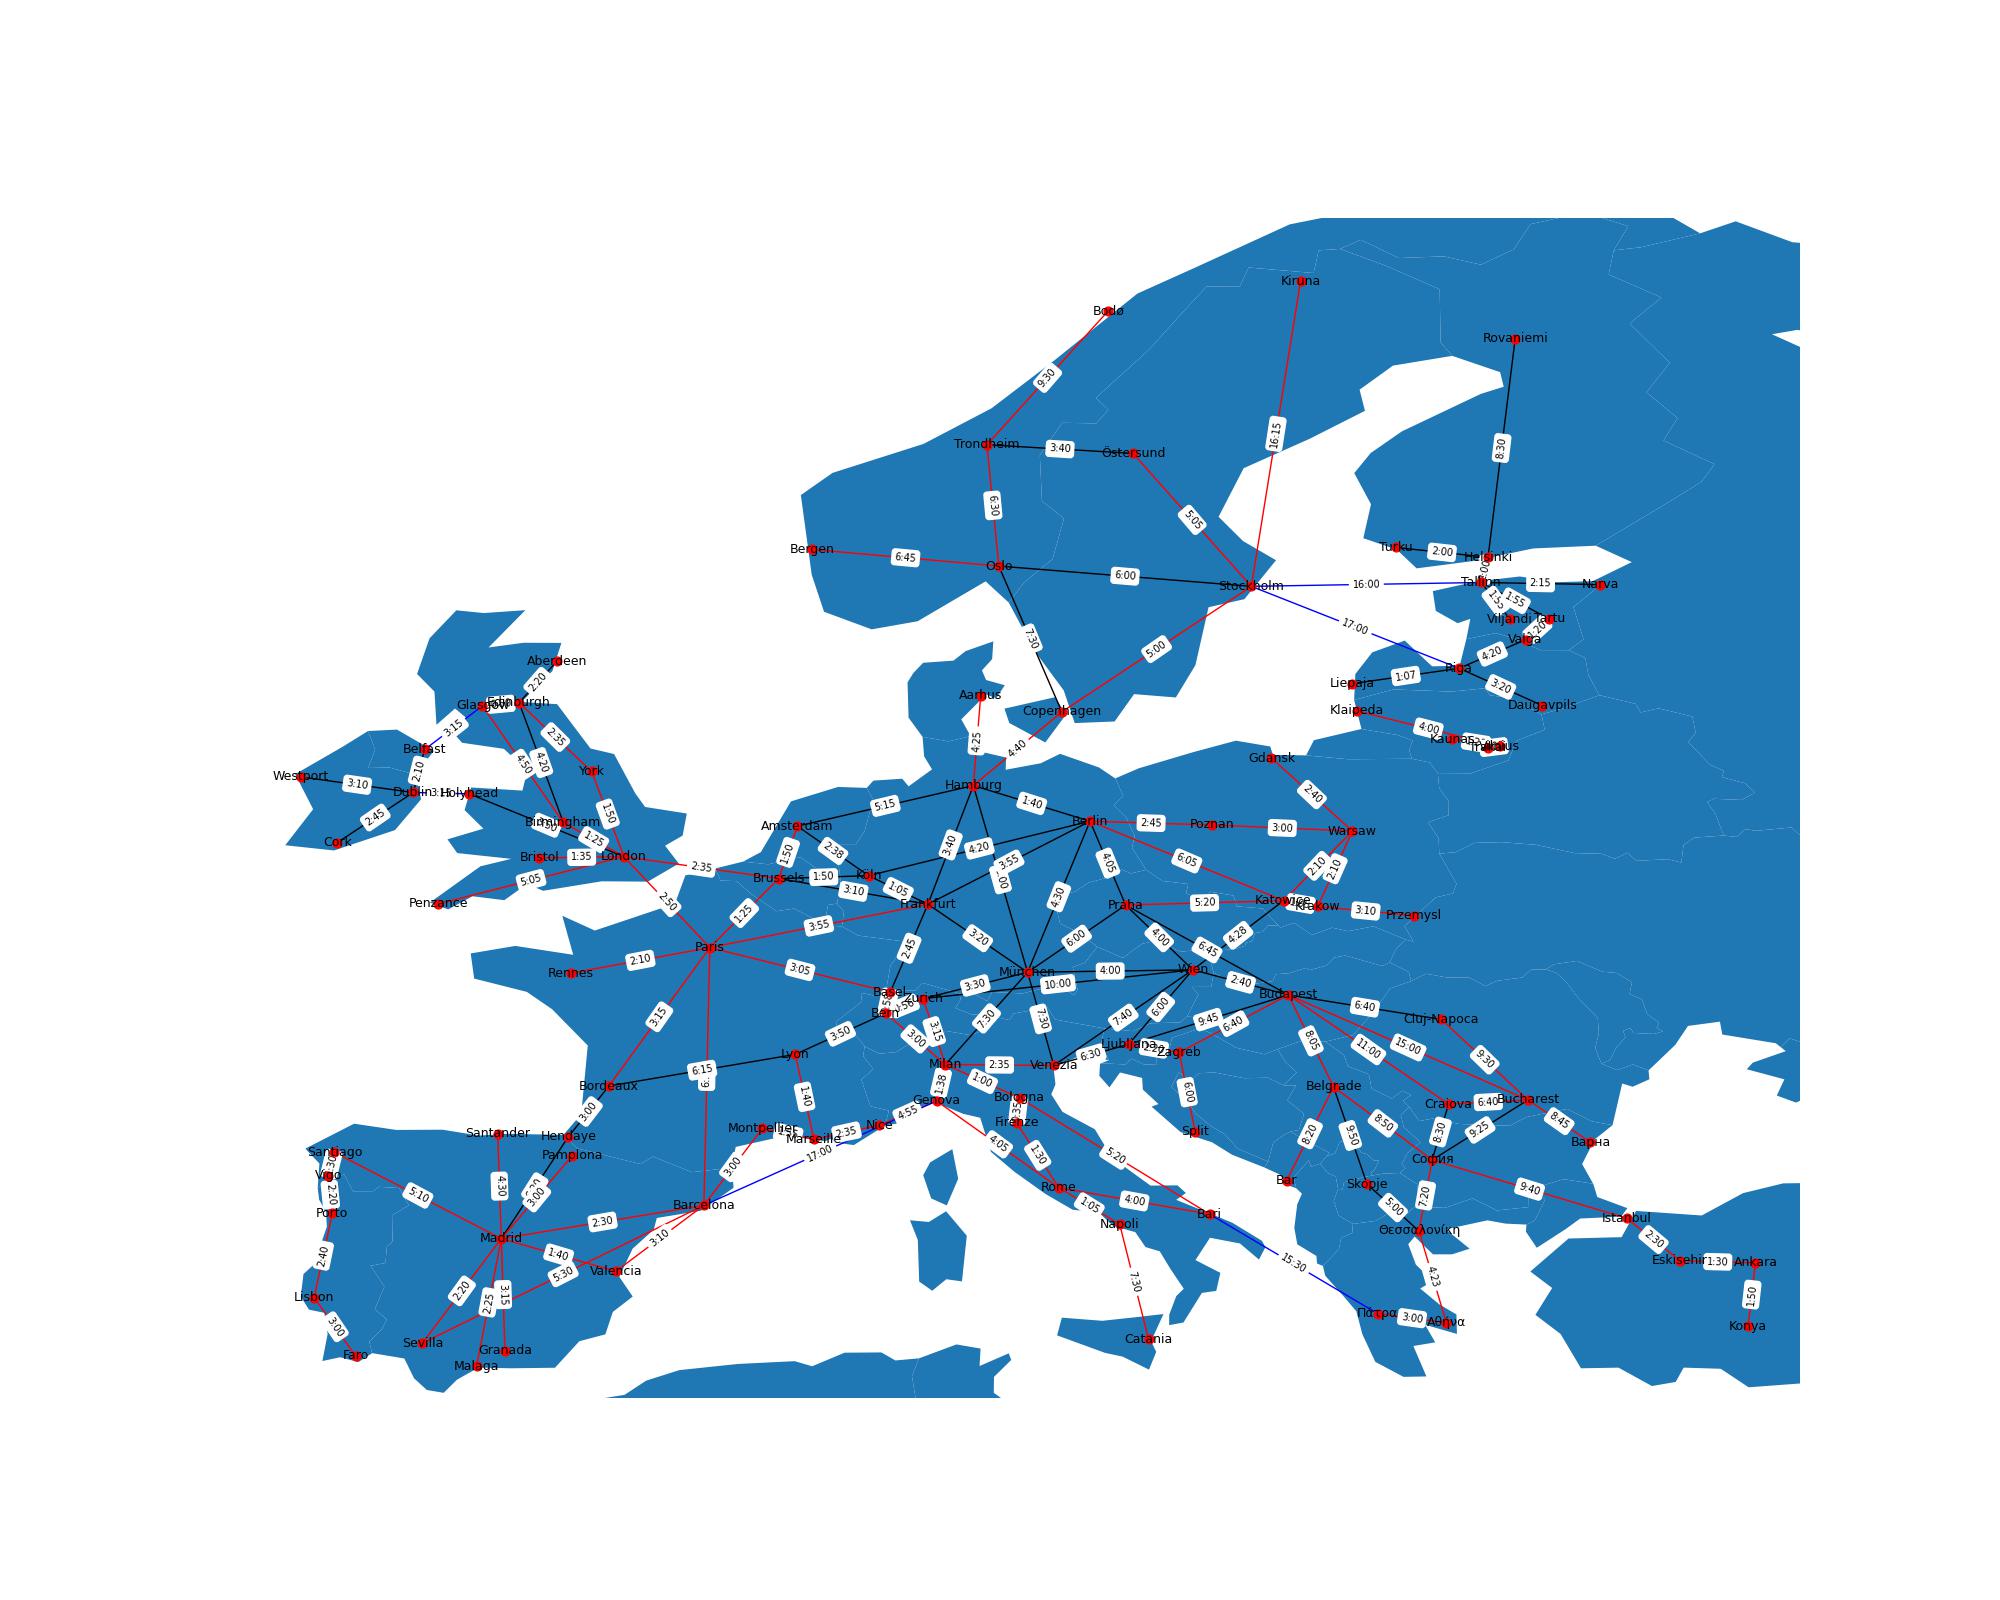 Kiruna
Bodø
Rovaniemi
9:30
16:15
Trondheim
3:40
Östersund
8:30
6:30
5:05
Bergen
6:45
Oslo
6:00
Turku
2:00
Helsinki
Stockholm
16:00
Tallinn
2:15
Narva
1:55
1:55
Viljandi
Tartu
17:00
1:20
Valga
7:30
5:00
4:20
Riga
Aberdeen
2:20
Liepaja
1:07
3:20
Glasgow
Edinburgh
Aarhus
Copenhagen
Klaipeda
Daugavpils
3:15
2:35
4:00
Kaunas
Belfast
4:25
4:40
4:50
4:20
Gdansk
2:10
York
Westport
3:10
Dublin
Holyhead
Hamburg
2:40
5:15
1:40
1:50
2:45
Birmingham
Amsterdam
Berlin
2:45
Poznan
3:00
Warsaw
1:25
Cork
3:40
4:20
2:38
1:50
Bristol
1:35
London
2:35
3:55
4:05
6:05
2:10
2:10
Brussels
1:50
Köln
5:05
3:10
1:05
Penzance
2:50
Frankfurt
4:30
Praha
5:20
Katowice
Krakow
3:10
Przemysl
1:25
3:55
3:20
6:00
4:00
4:28
Paris
2:45
6:45
Rennes
2:10
3:05
München
4:00
Wien
3:30
10:00
2:40
Basel
Zürich
Budapest
6:40
3:15
Bern
7:30
7:30
7:40
6:00
9:45
6:40
Cluj-Napoca
3:50
3:00
3:15
8:05
11:00
15:00
Lyon
6:30
Ljubljana
Zagreb
9:30
Milan
2:35
Venezia
6:15
1:00
Bordeaux
1:38
6:00
Belgrade
1:40
Genova
Bologna
Craiova
6:40
Bucharest
3:00
4:55
Firenze
8:45
Santander
Hendaye
Montpellier
Marseille
2:35
Nice
Split
8:20
9:50
8:50
8:30
9:25
Варна
Santiago
Pamplona
17:00
4:05
1:30
5:20
София
Vigo
3:00
4:30
3:00
Rome
Bar
Skopje
2:20
5:10
4:00
7:20
9:40
Porto
Barcelona
1:05
Bari
5:00
2:30
Napoli
Θεσσαλονίκη
Istanbul
Madrid
1:40
3:10
2:30
2:40
5:30
Valencia
15:30
Eskisehir
1:30
Ankara
2:20
2:25
3:15
7:30
4:23
Lisbon
1:50
3:00
Πάτρα
3:00
Αθήνα
Konya
Sevilla
Granada
Catania
Faro
Malaga